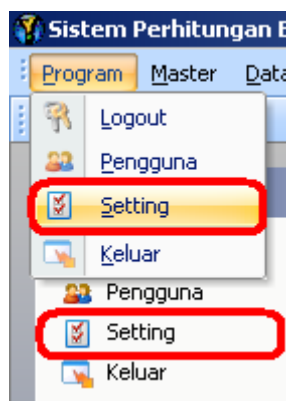 Sistem Perhitungan
Program Master Data
Logout
Pengguna
Setting
Keluar
Pengguna
Setting
Keluar